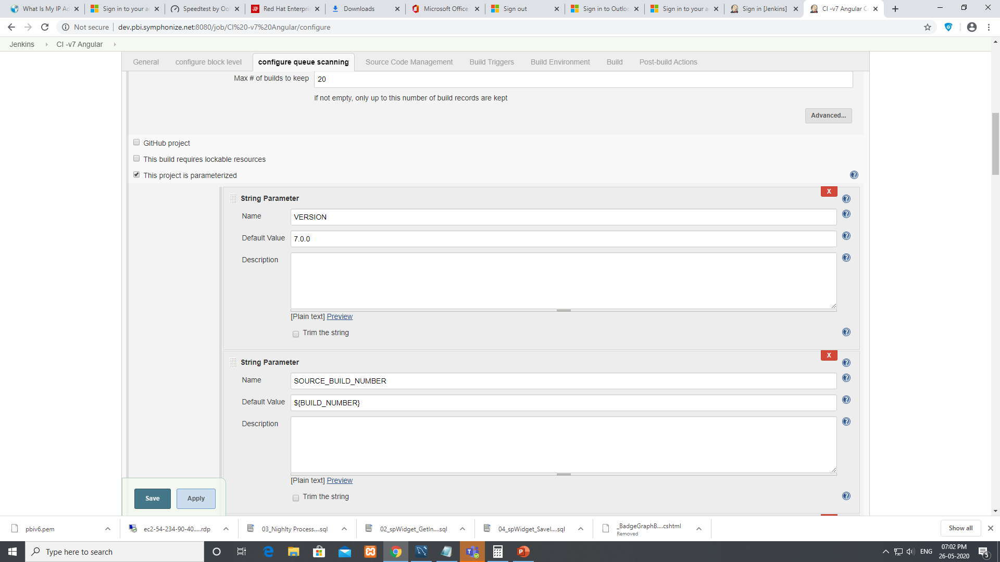 What Is My IP Ad
Sign in to your a
Speedtest by Oo
Red Hat Enterpri
Downloads
Microsoft Office
Sign out
Sign in to Outlo
Sign in to your a
Sign in [Jenkins]
CI -v7 Angular C
Not secure
dev.pbi.symphonize.net:8080/job/CI%20-v7%20Angular/configure
Jenkins
CI -v7 Angular
General
configure block level
configure queue scanning
Source Code Management
Build Triggers
Build Environment
Build
Post-build Actions
Max # of builds to keep
20
if not empty, only up to this number of build records are kept
Advanced...
GitHub project
This build requires lockable resources
This project is parameterized
X
String Parameter
Name
VERSION
Default Value
7.0.0
Description
[Plain text] Preview
Trim the string
X
String Parameter
Name
SOURCE_BUILD_NUMBER
Default Value
${BUILD_NUMBER}
Description
[Plain text] Preview
Trim the string
Save
Apply
pbiv6.pem
ec2-54-234-90-40.....rdp
03_Nighlty Process....sql
02_spWidget_GetIn....sql
04_spWidget_SaveI....sql
_BadgeGraphB....cshtml
Removed
Show all
Type here to search
ENG
07:02 PM
26-05-2020
5